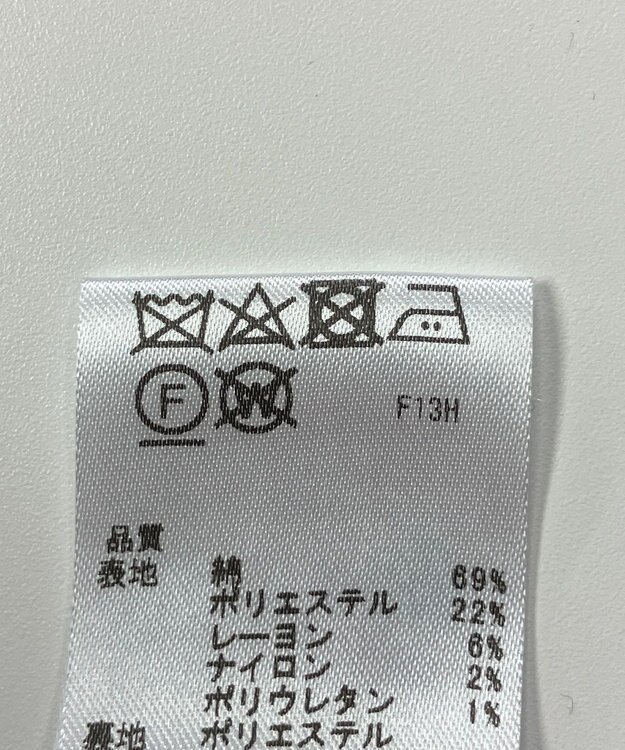 F W F13H
品質
表地 綿 69%
ポリエステル 22%
レーヨン 6%
ナイロン 2%
ポリウレタン 1%
裏地 ポリエステル